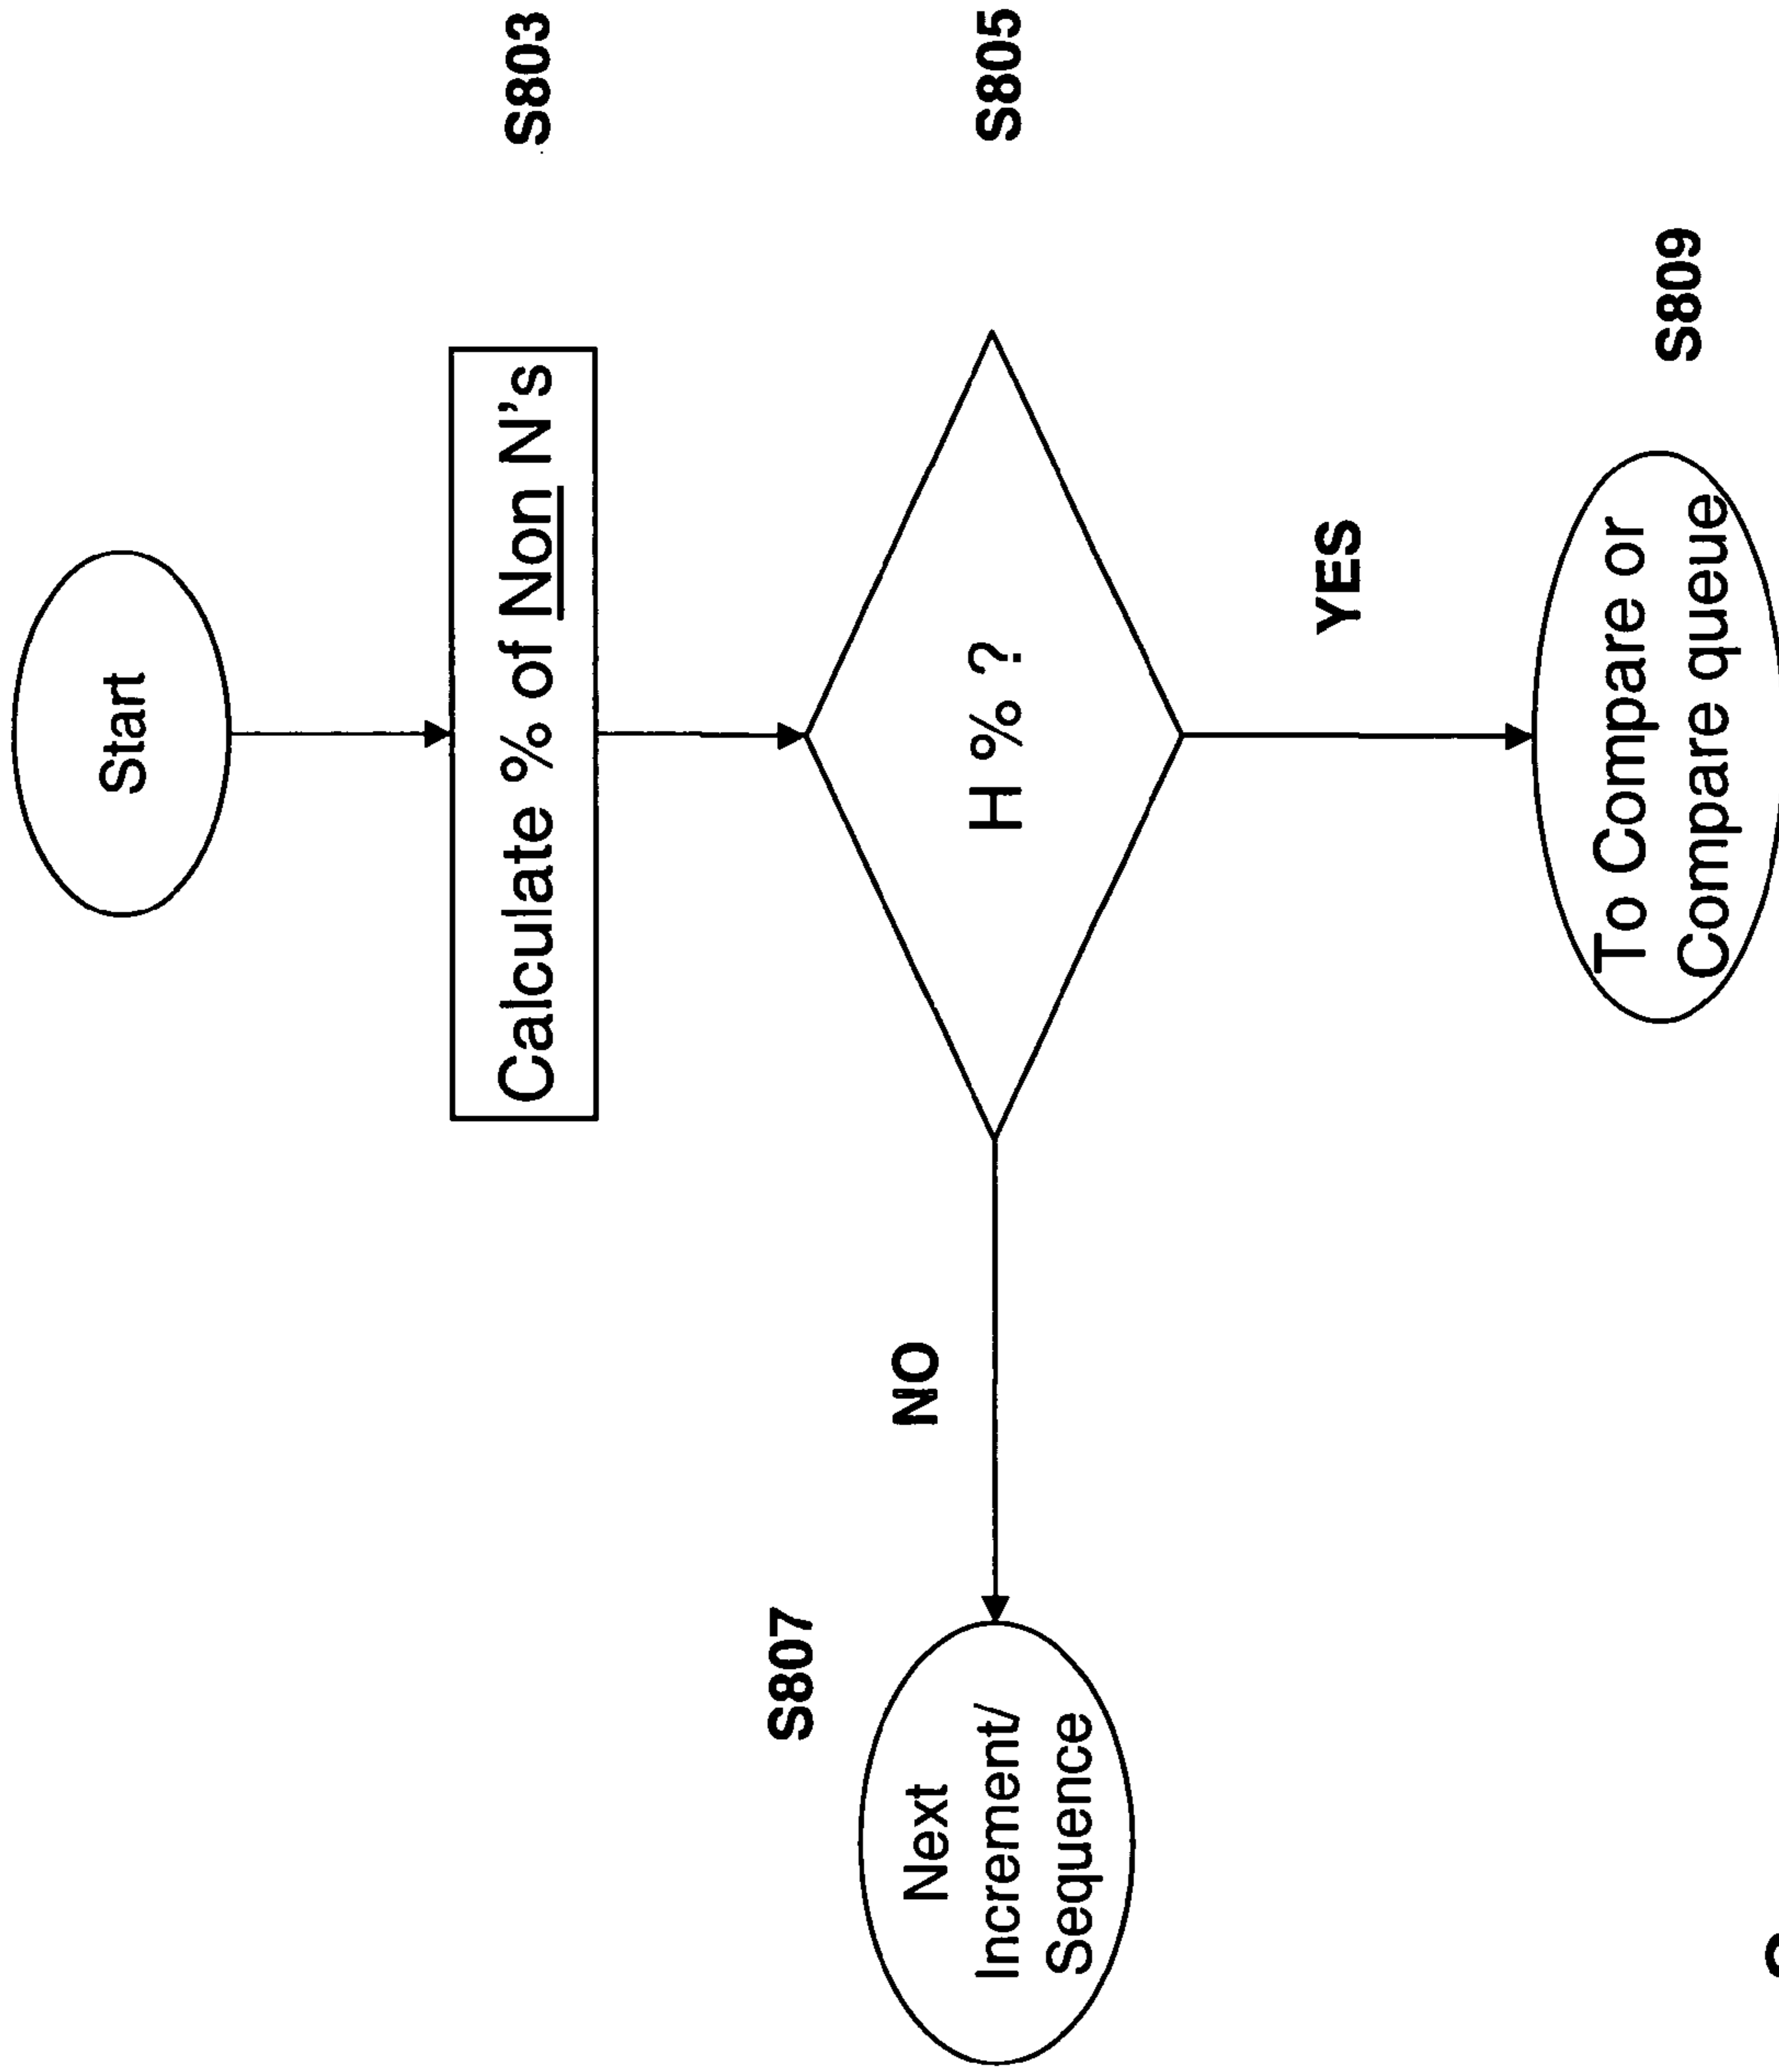 Start
Calculate % of Non N's
S803
H % ?
S805
NO
S807
Next
Increment/
Sequence
YES
To Compare or
Compare queue
S809